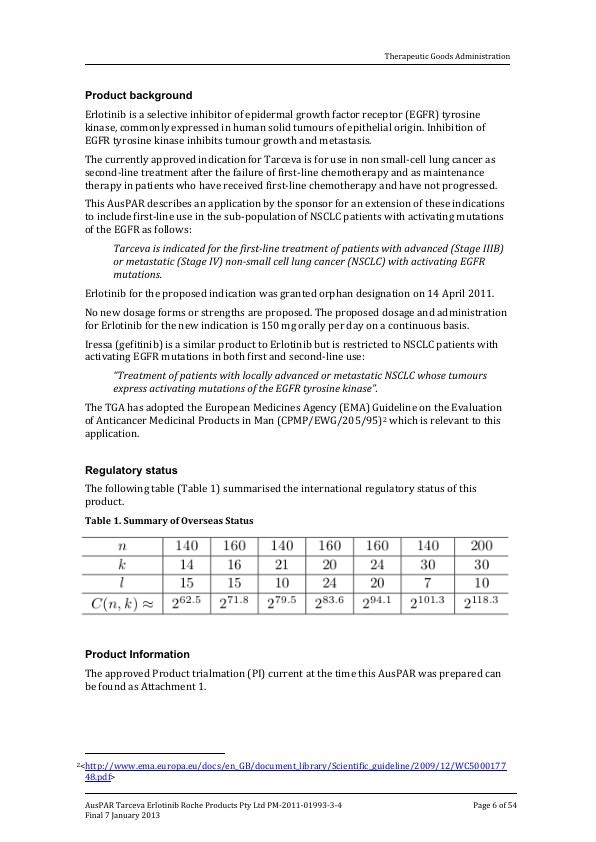 Therapeutic Goods Administration
Product background
Erlotinib is a selective inhibitor of epidermal growth factor receptor (EGFR) tyrosine
kinase, commonly expressed in human solid tumours of epithelial origin. Inhibition of
EGFR tyrosine kinase inhibits tumour growth and metastasis.
The currently approved indication for Tarceva is for use in non small-cell lung cancer as
second-line treatment after the failure of first-line chemotherapy and as maintenance
therapy in patients who have received first-line chemotherapy and have not progressed.
This AusPAR describes an application by the sponsor for an extension of these indications
to include first-line use in the sub-population of NSCLC patients with activating mutations
of the EGFR as follows:
Tarceva is indicated for the first-line treatment of patients with advanced (Stage IIIB)
or metastatic (Stage IV) non-small cell lung cancer (NSCLC) with activating EGFR
mutations.
Erlotinib for the proposed indication was granted orphan designation on 14 April 2011.
No new dosage forms or strengths are proposed. The proposed dosage and administration
for Erlotinib for the new indication is 150 mg orally per day on a continuous basis.
Iressa (gefitinib) is a similar product to Erlotinib but is restricted to NSCLC patients with
activating EGFR mutations in both first and second-line use:
"Treatment of patients with locally advanced or metastatic NSCLC whose tumours
express activating mutations of the EGFR tyrosine kinase".
The TGA has adopted the European Medicines Agency (EMA) Guideline on the Evaluation
of Anticancer Medicinal Products in Man (CPMP/EWG/205/95)² which is relevant to this
application.
Regulatory status
The following table (Table 1) summarised the international regulatory status of this
product.
Table 1. Summary of Overseas Status
n 140 160 140 160 160 140 200
k 14 16 21 20 24 30 30
l 15 15 10 24 20 7 10
C(n, k) ≈ 2^62.5 2^71.8 2^79.5 2^83.6 2^94.1 2^101.3 2^118.3
Product Information
The approved Product trialmation (PI) current at the time this AusPAR was prepared can
be found as Attachment 1.
²<http://www.ema.europa.eu/docs/en_GB/document_library/Scientific_guideline/2009/12/WC5000177
48.pdf>
AusPAR Tarceva Erlotinib Roche Products Pty Ltd PM-2011-01993-3-4 Page 6 of 54
Final 7 January 2013